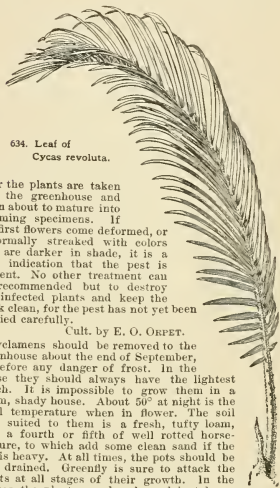 634. Leaf of
Cycas revoluta.
r the plants are taken
the greenhouse and
n about to mature into
ming specimens. If
first flowers come deformed, or
ormally streaked with colors
are darker in shade, it is a
indication that the pest is
ent. No other treatment can
recommended but to destroy
infected plants and keep the
k clean, for the pest has not yet been
ied carefully.
Cult. by E. O. ORPET.
yclamens should be removed to the
nhouse about the end of September,
efore any danger of frost. In the
se they should always have the lightest
ch. It is impossible to grow them in a
m, shady house. About 50° at night is the
l temperature when in flower. The soil
suited to them is a fresh, tufty loam,
a fourth or fifth of well rotted horse-
ure, to which add some clean sand if the
is heavy. At all times, the pots should be
drained. Greenfly is sure to attack the
ts at all stages of their growth. In the